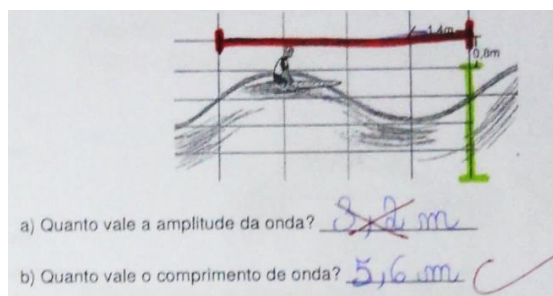 1,4m
0,8m
a) Quanto vale a amplitude da onda? 3,2 m
b) Quanto vale o comprimento de onda? 5,6 m